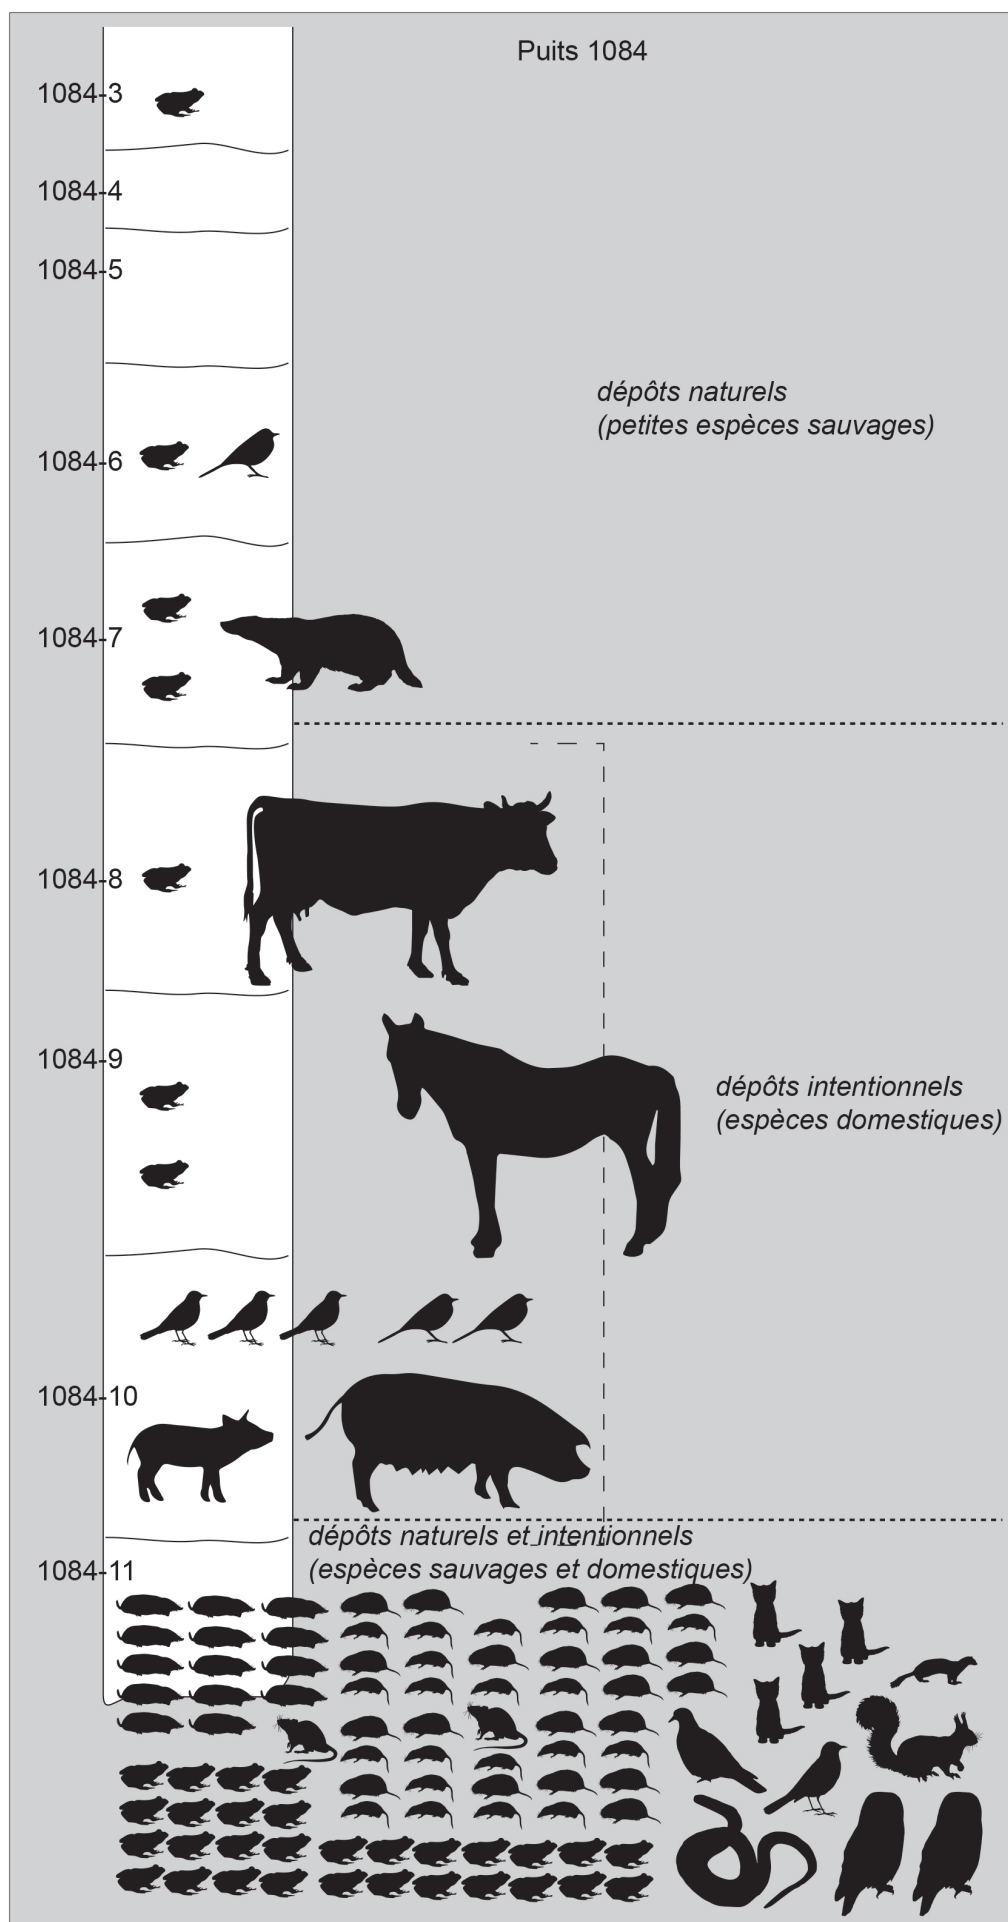 Puits 1084
1084-3
1084-4
1084-5
dépôts naturels
(petites espèces sauvages)
1084-6
1084-7
1084-8
1084-9
dépôts intentionnels
(espèces domestiques)
1084-10
dépôts naturels et intentionnels
(espèces sauvages et domestiques)
1084-11